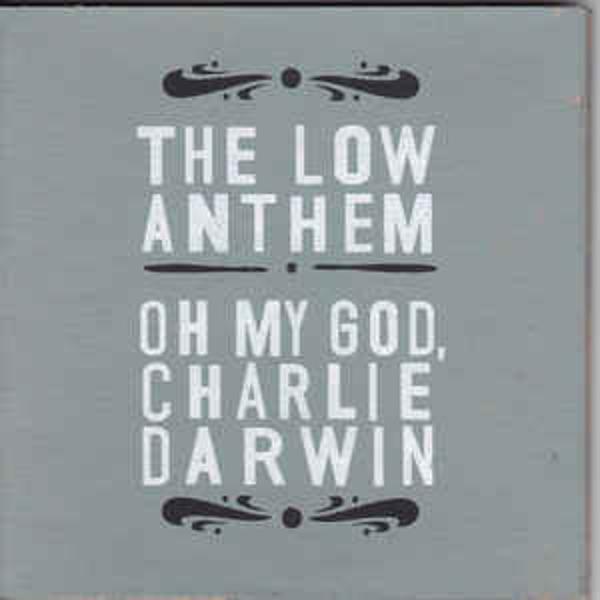 THE LOW
ANTHEM
OH MY GOD,
CHARLIE
DARWIN